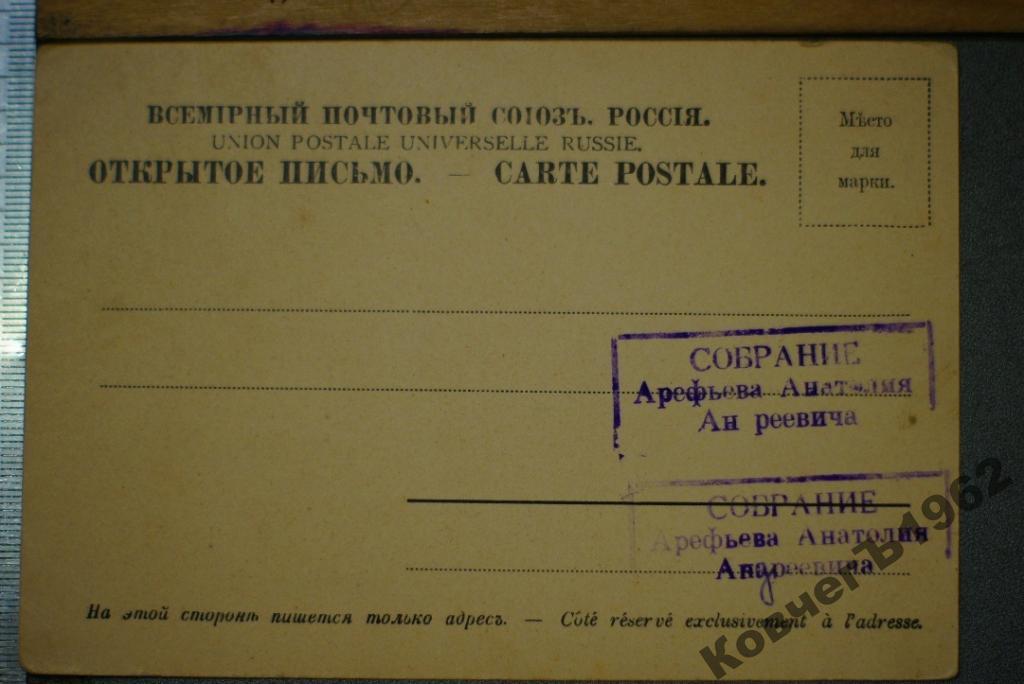 ВСЕМІРНЫЙ ПОЧТОВЫЙ СОЮЗЪ. РОССІЯ.
UNION POSTALE UNIVERSELLE RUSSIE.
ОТКРЫТОЕ ПИСЬМО. — CARTE POSTALE.
Мѣсто
для
марки.
СОБРАНИЕ
Арефьева Анатолия
Ан реевича
СОБРАНИЕ
Арефьева Анатолия
Андреевича
На этой сторонѣ пишется только адресъ. — Côté réservé exclusivement à l'adresse.
КовчегЪ1962